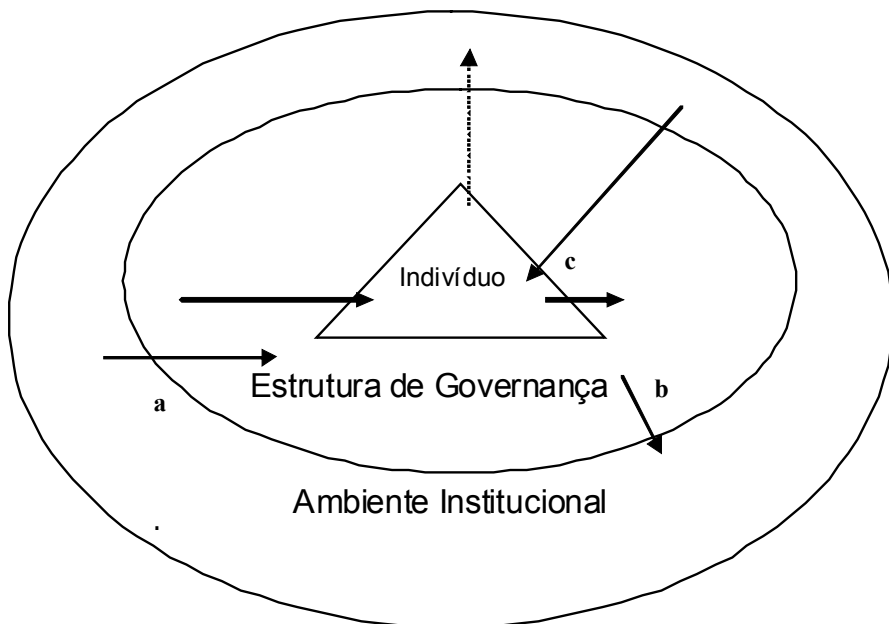 Indivíduo
c
Estrutura de Governança
b
a
Ambiente Institucional